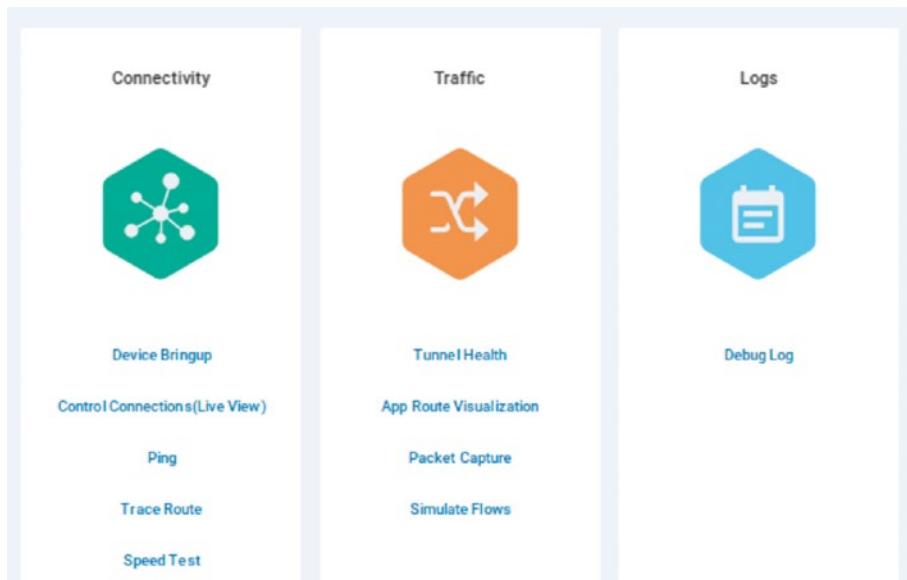 Connectivity
Device Bringup
Control Connections(Live View)
Ping
Trace Route
Speed Test
Traffic
Tunnel Health
App Route Visualization
Packet Capture
Simulate Flows
Logs
Debug Log